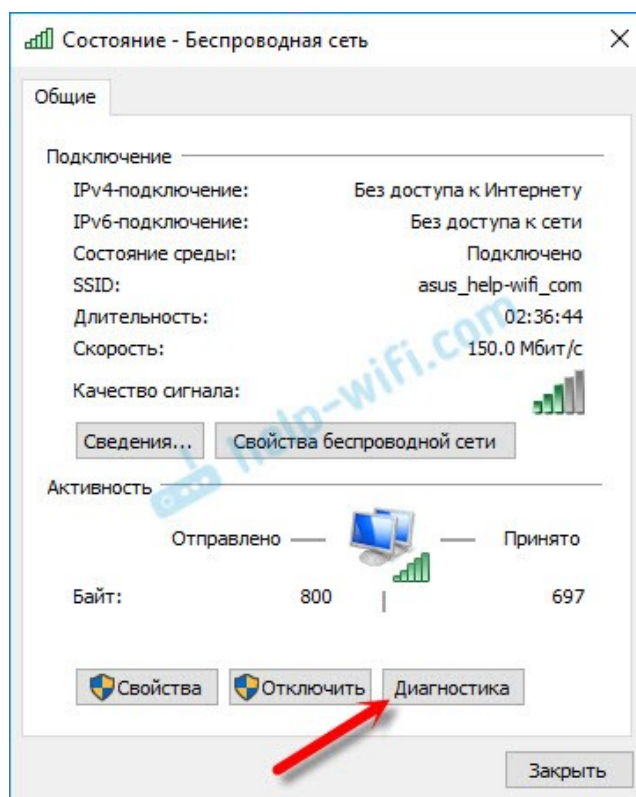 Состояние - Беспроводная сеть
Общие
Подключение
IPv4-подключение: Без доступа к Интернету
IPv6-подключение: Без доступа к сети
Состояние среды: Подключено
SSID: asus_help-wifi_com
Длительность: 02:36:44
Скорость: 150.0 Мбит/с
Качество сигнала:
Сведения... Свойства беспроводной сети
help-wifi.com
Активность
Отправлено — — Принято
Байт: 800 | 697
Свойства Отключить Диагностика
Закрыть